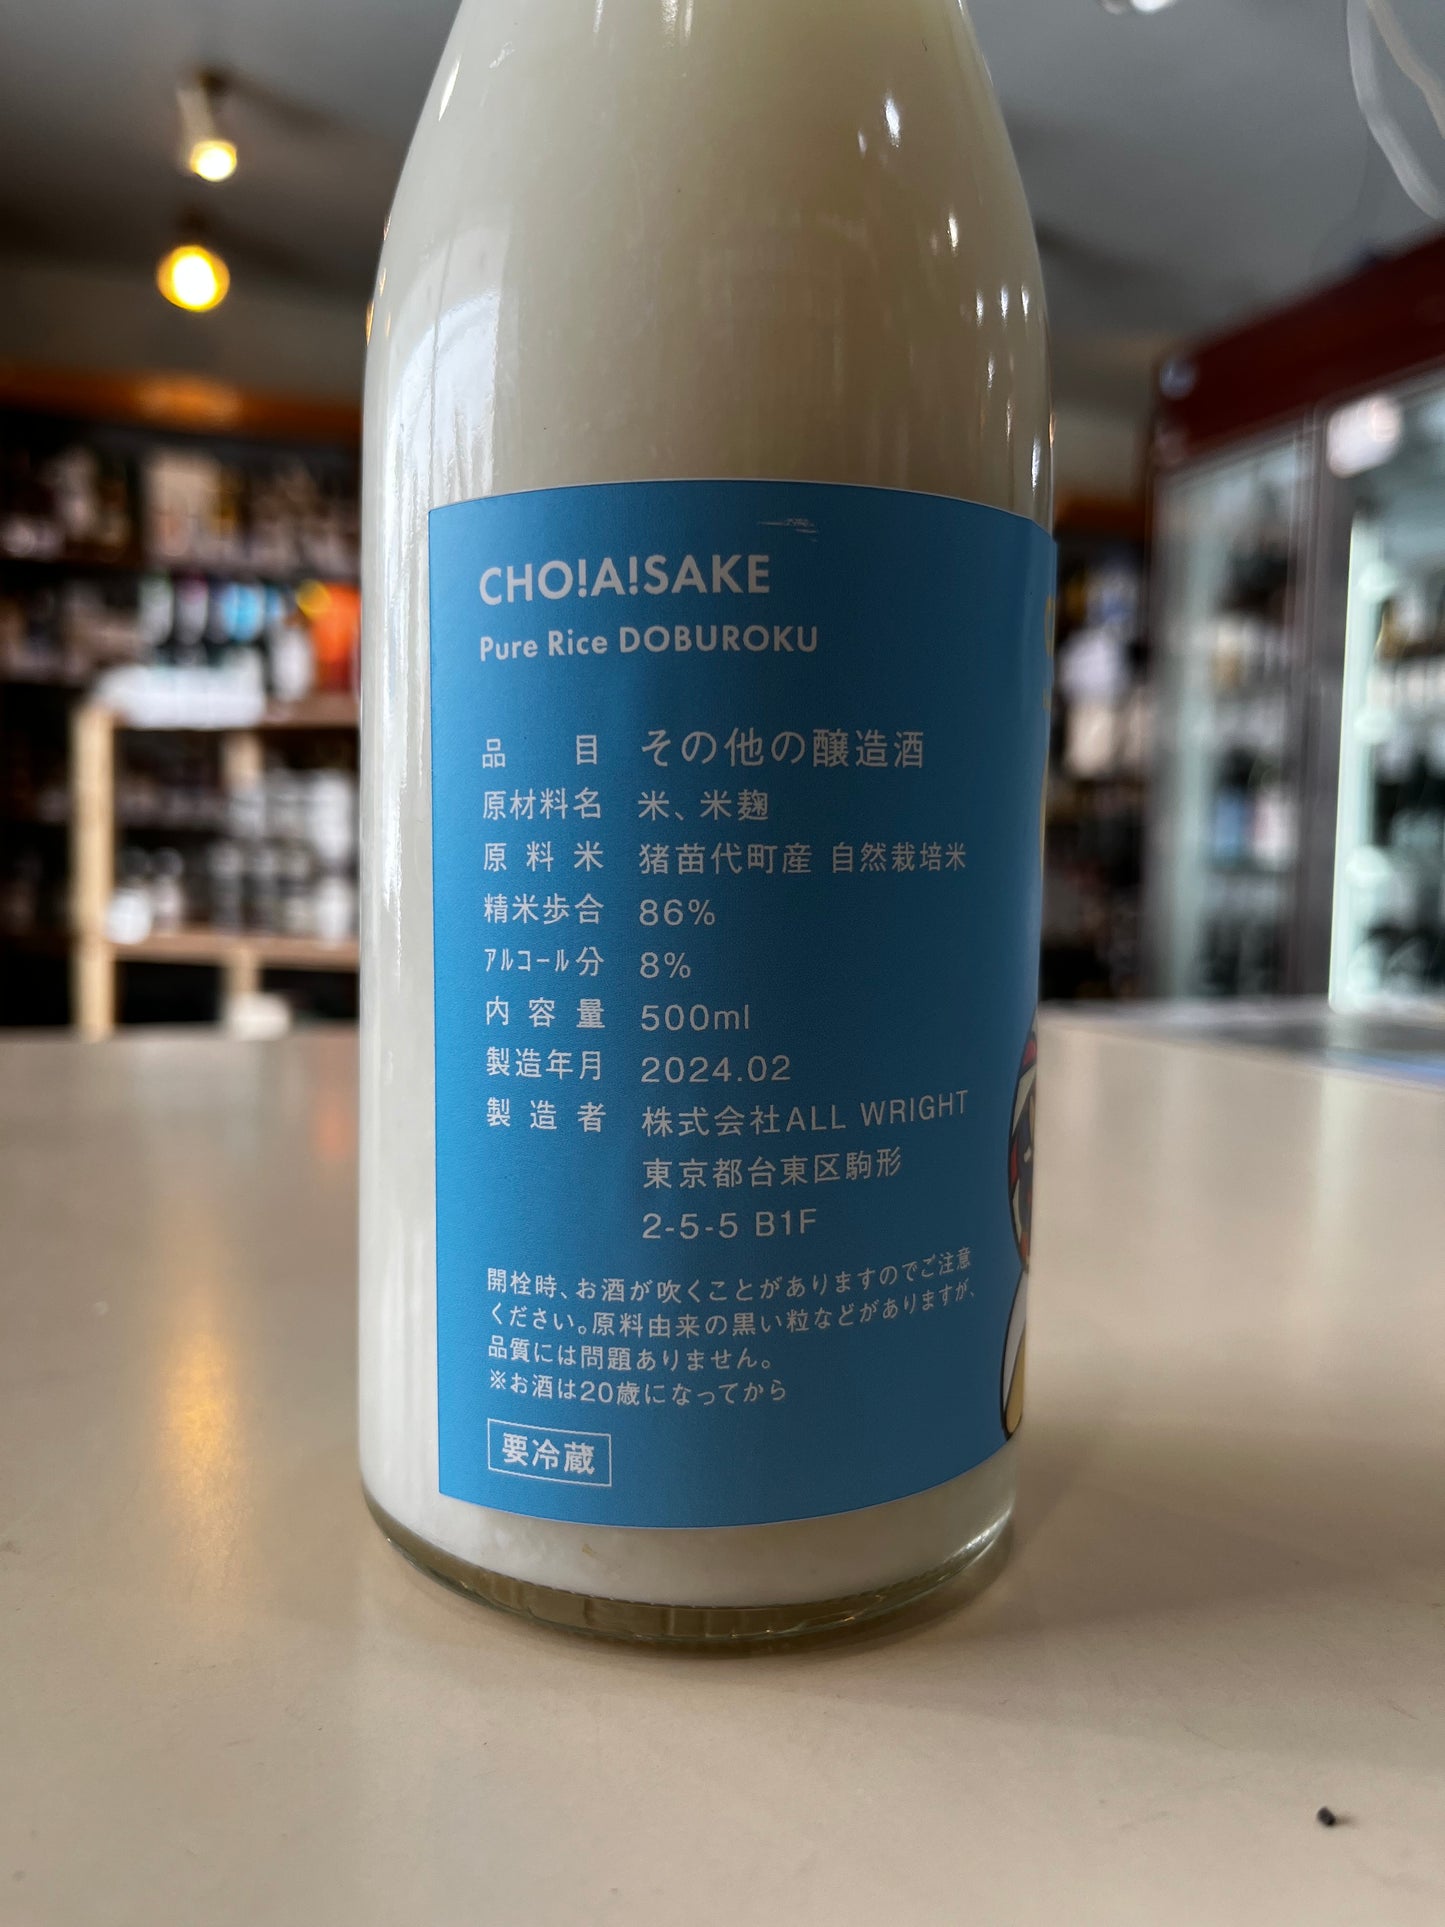 CHO!A!SAKE
Pure Rice DOBUROKU
品目 その他の醸造酒
原材料名 米、米麹
原料米 猪苗代町産 自然栽培米
精米歩合 86%
アルコール分 8%
内容量 500ml
製造年月 2024.02
製造者 株式会社ALL WRIGHT
東京都台東区駒形
2-5-5 B1F
開栓時、お酒が吹くことがありますのでご注意
ください。原料由来の黒い粒などがありますが、
品質には問題ありません。
※お酒は20歳になってから
要冷蔵